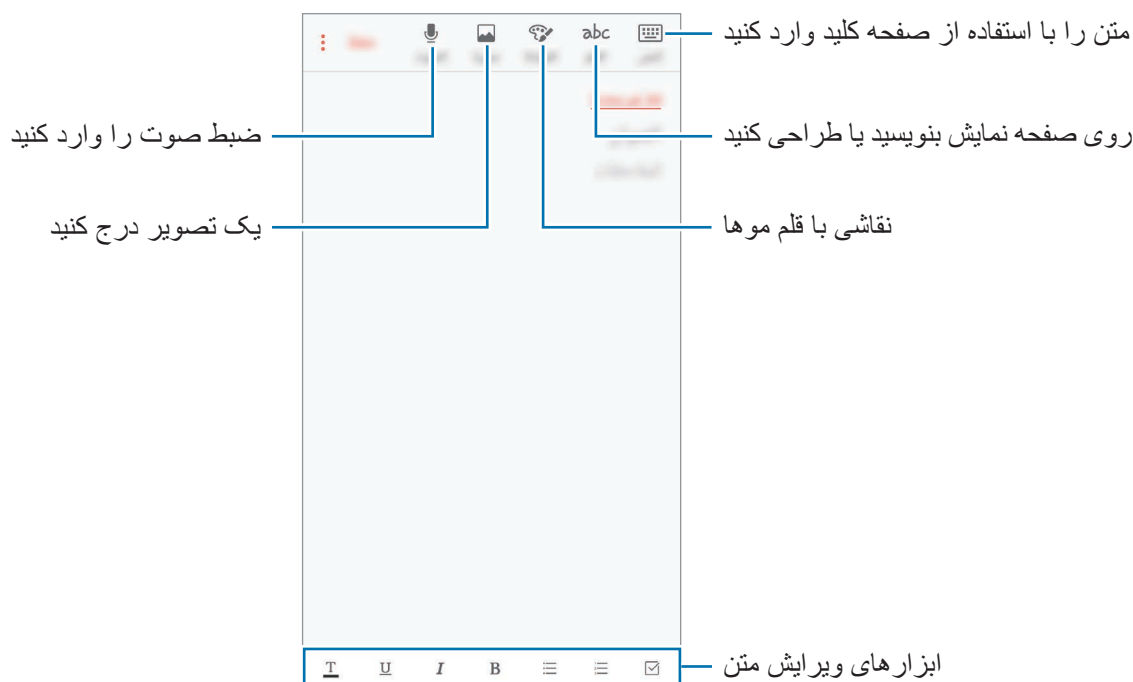 abc
متن را با استفاده از صفحه کلید وارد کنید
روی صفحه نمایش بنویسید یا طراحی کنید
ضبط صوت را وارد کنید
نقاشی با قلم موها
یک تصویر درج کنید
T U I B
ابزارهای ویرایش متن